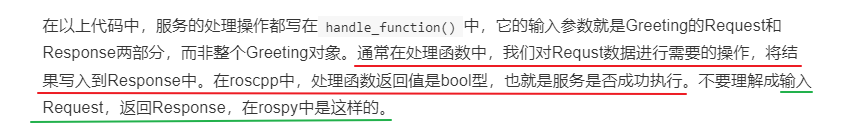 在以上代码中，服务的处理操作都写在 handle_function() 中，它的输入参数就是Greeting的Request和
Response两部分，而非整个Greeting对象。通常在处理函数中，我们对Requst数据进行需要的操作，将结
果写入到Response中。在roscpp中，处理函数返回值是bool型，也就是服务是否成功执行。不要理解成输入
Request，返回Response，在rospy中是这样的。